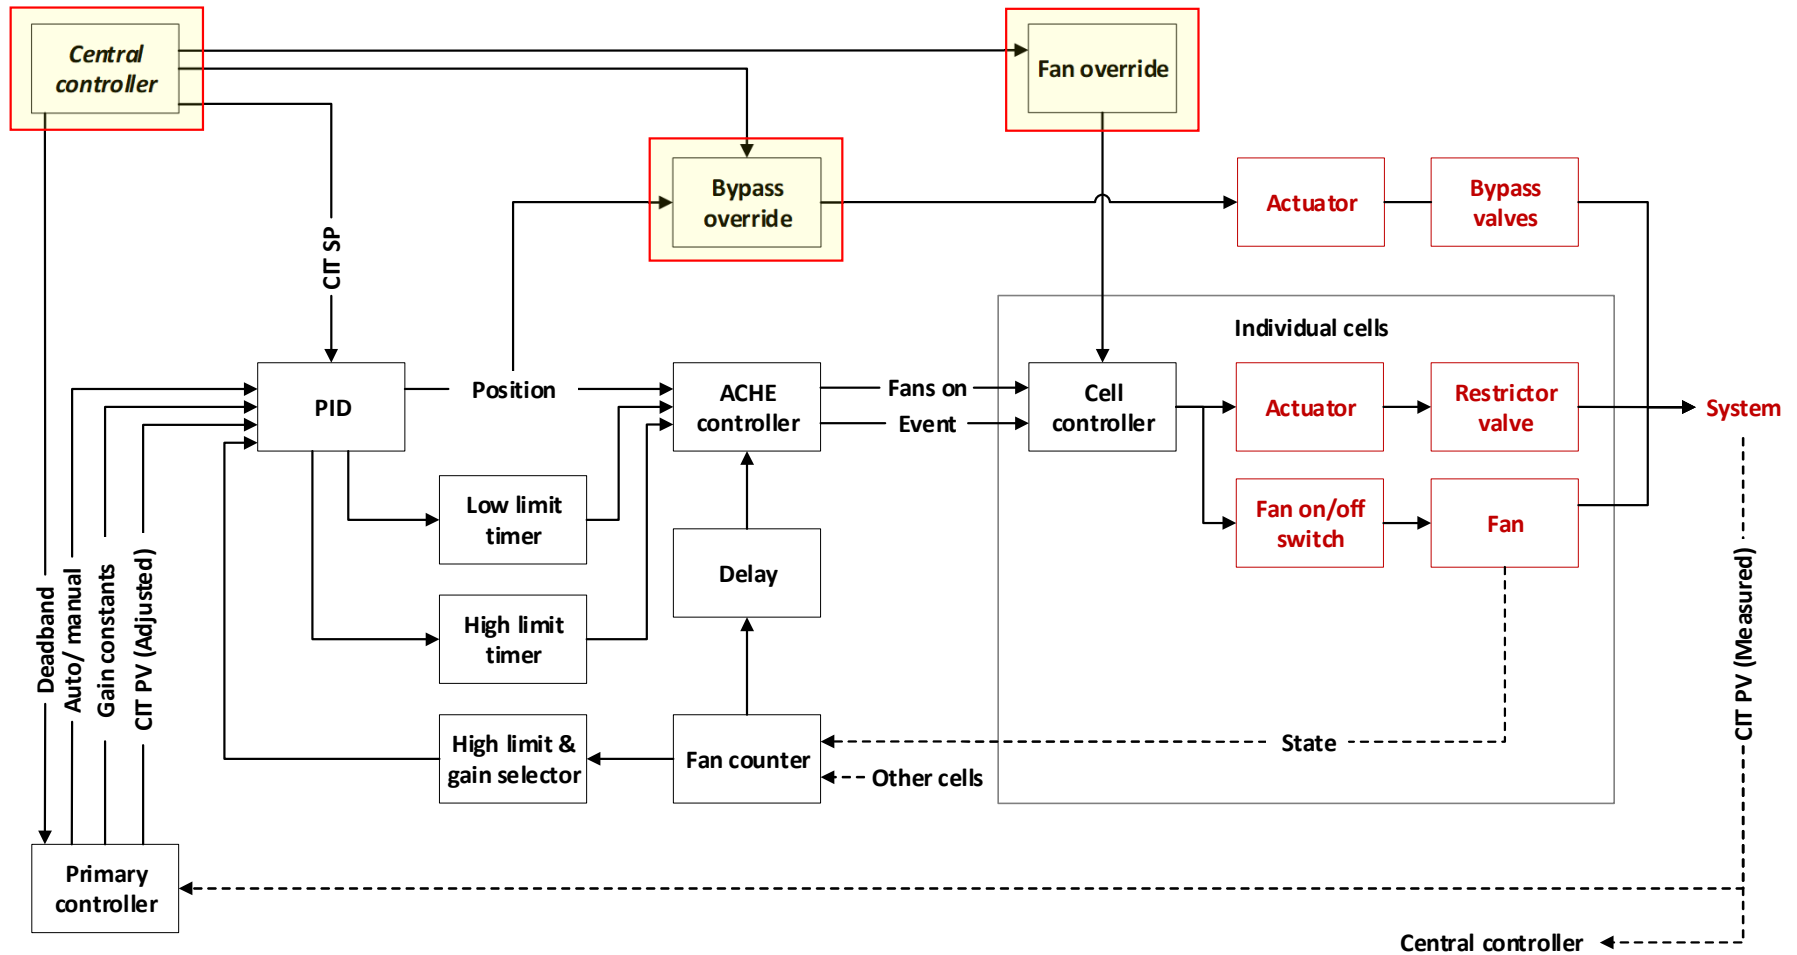 Central
controller
Fan override
Bypass
override
Actuator
Bypass
valves
CIT SP
Individual cells
PID
Position
ACHE
controller
Fans on
Event
Cell
controller
Actuator
Restrictor
valve
System
Low limit
timer
Fan on/off
switch
Fan
Delay
High limit
timer
Deadband
Auto/ manual
Gain constants
CIT PV (Adjusted)
CIT PV (Measured)
High limit &
gain selector
Fan counter
State
Other cells
Primary
controller
Central controller